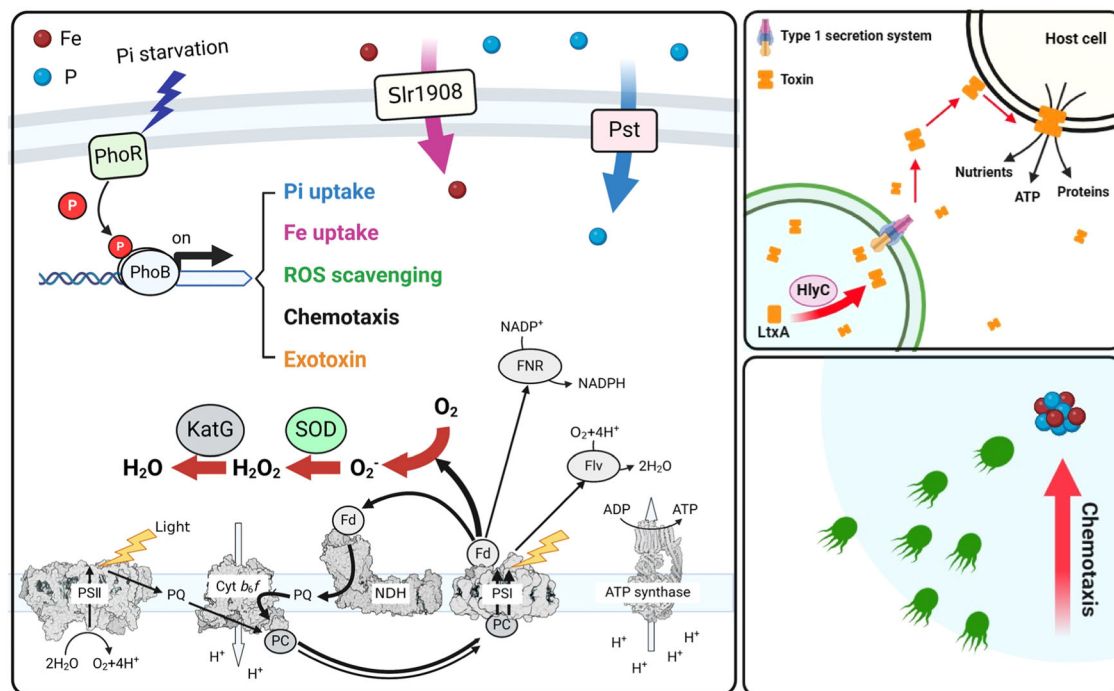 Fe
P
Pi starvation
Slr1908
Pst
PhoR
P
P
on
PhoB
Pi uptake
Fe uptake
ROS scavenging
Chemotaxis
Exotoxin
NADP⁺
FNR
NADPH
KatG
SOD
O₂
H₂O
H₂O₂
O₂⁻
O₂+4H⁺
Flv
2H₂O
Fd
Fd
ADP
ATP
Light
PSII
PQ
Cyt b₆f
PQ
NDH
PSI
ATP synthase
PC
PC
2H₂O
O₂+4H⁺
H⁺
H⁺
H⁺
H⁺
H⁺
H⁺
Type 1 secretion system
Toxin
Host cell
Nutrients
ATP
Proteins
HlyC
LtxA
Chemotaxis